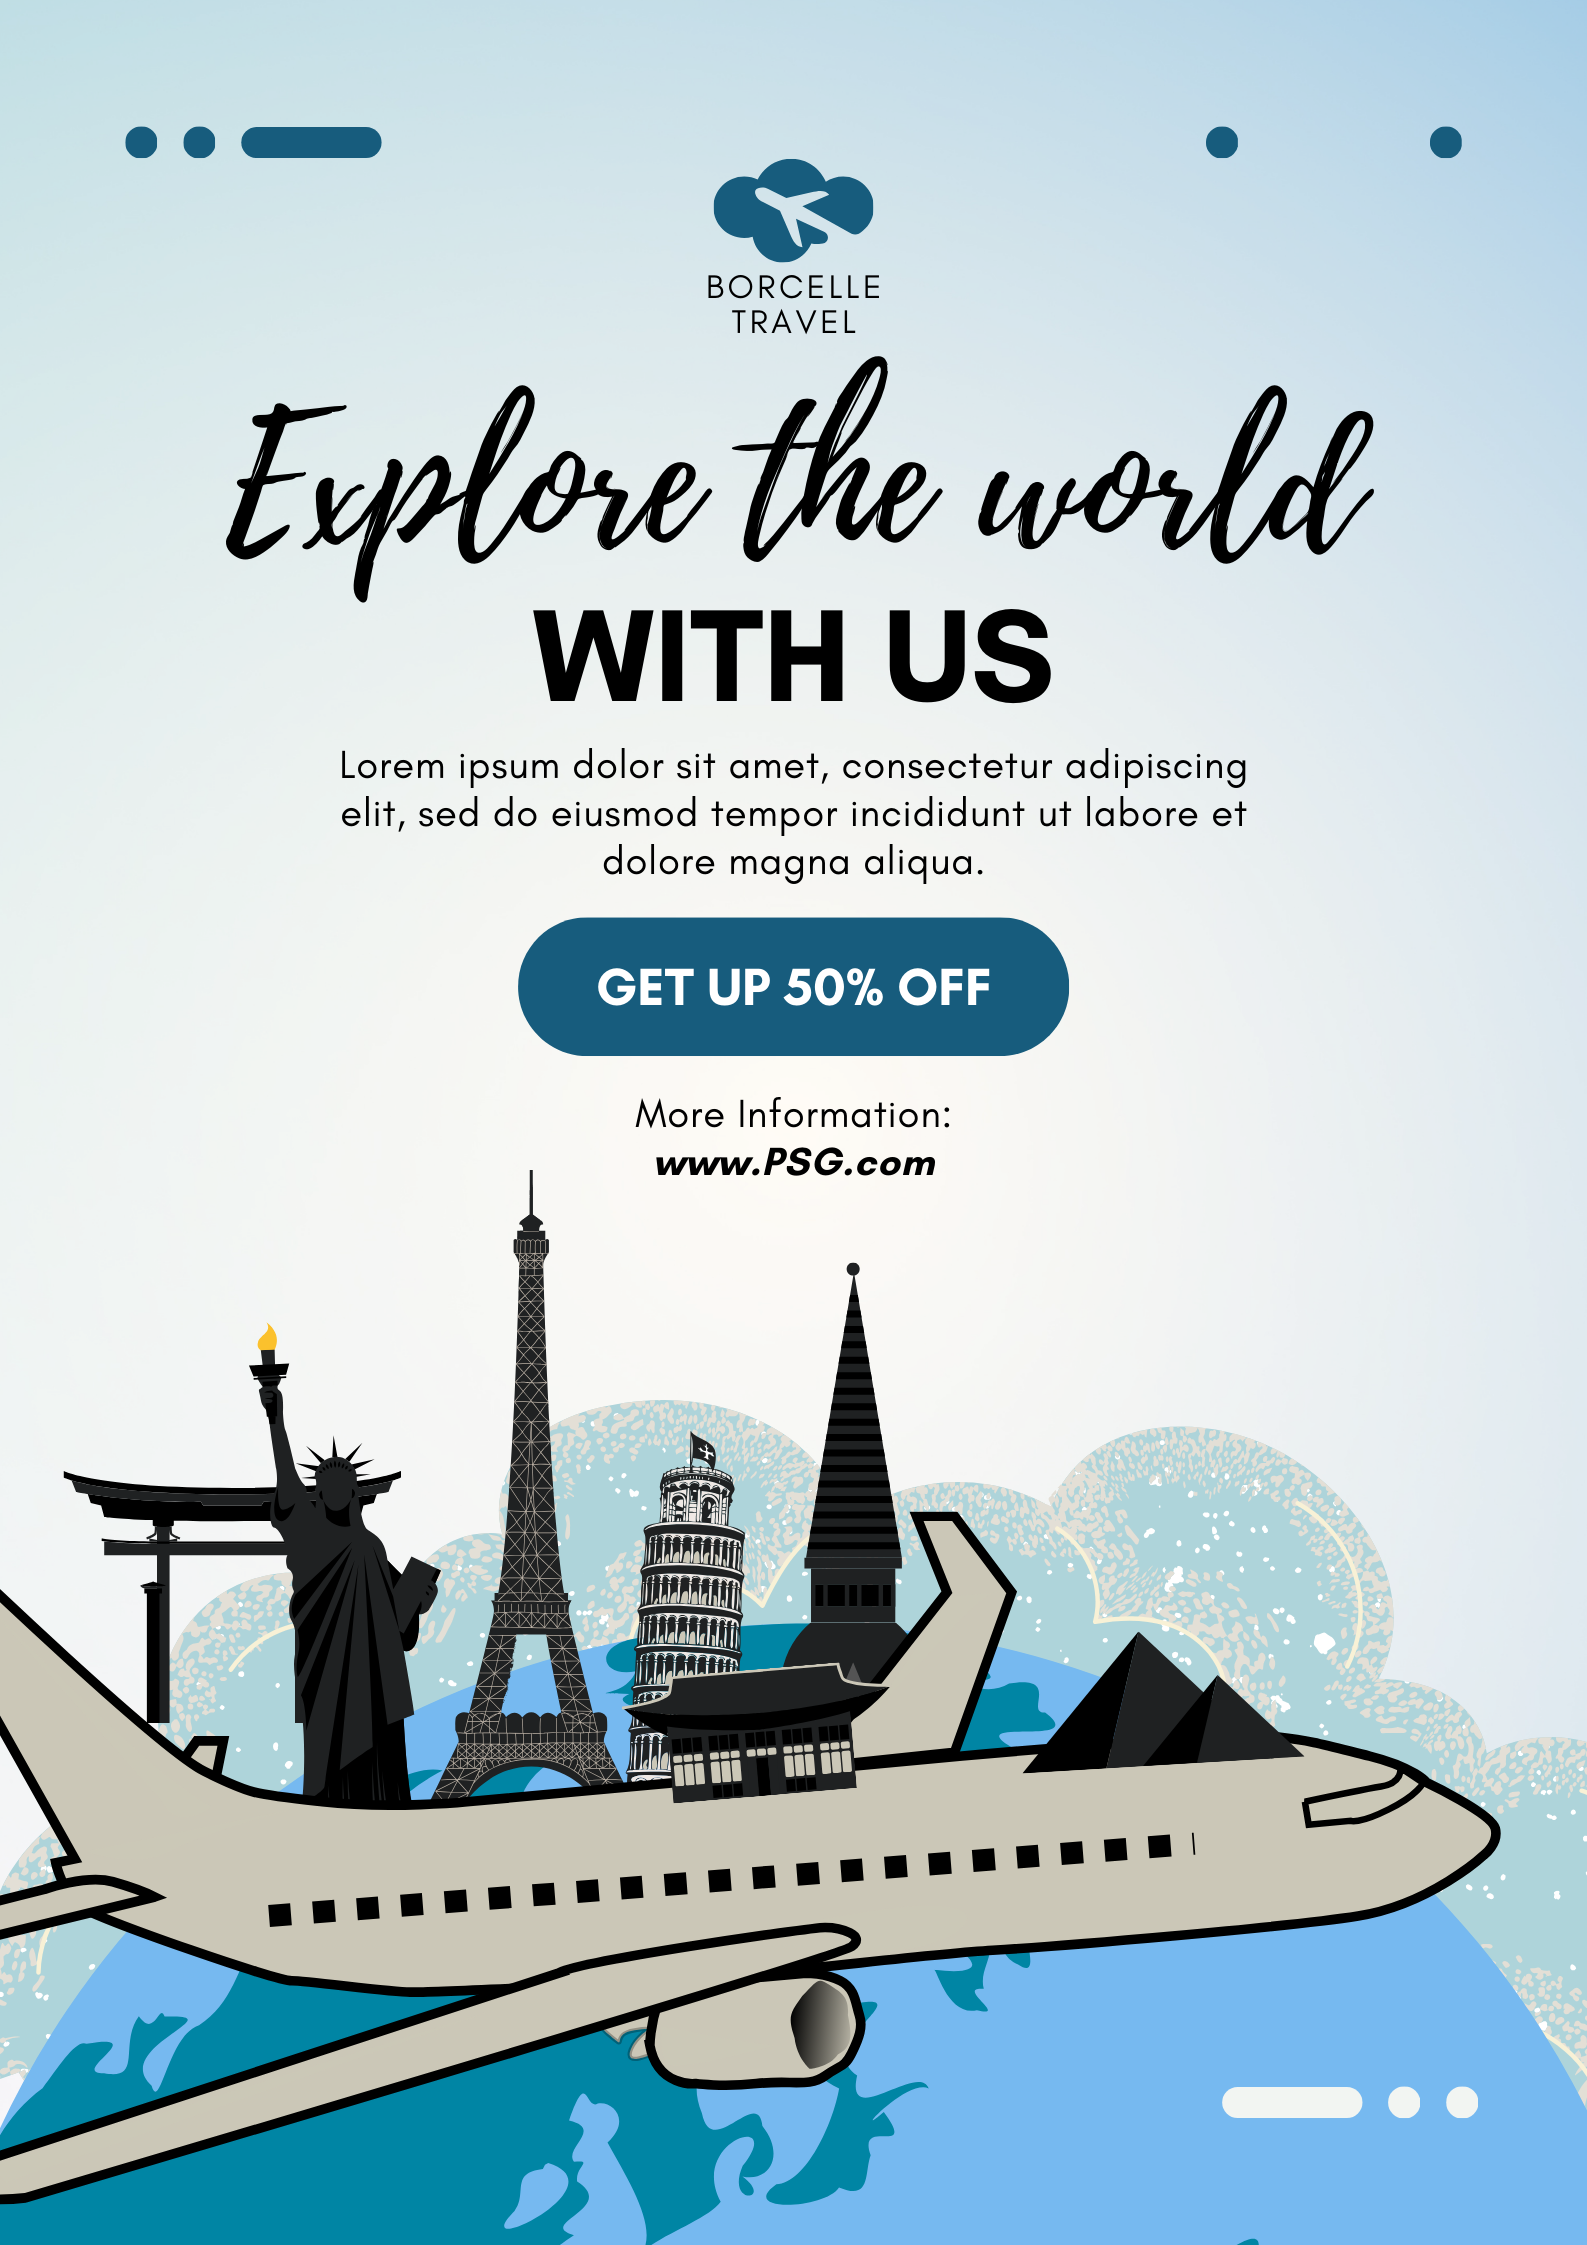 BORCELLE
TRAVEL
Explore the world
WITH US
Lorem ipsum dolor sit amet, consectetur adipiscing
elit, sed do eiusmod tempor incididunt ut labore et
dolore magna aliqua.
GET UP 50% OFF
More Information:
www.PSG.com